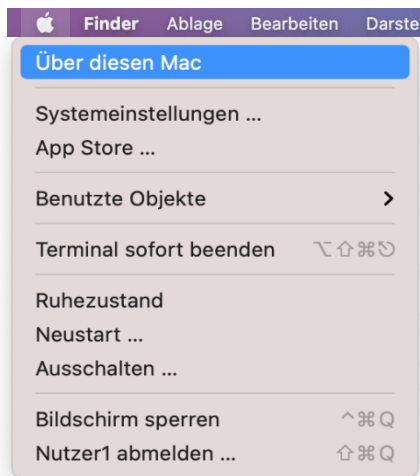 Finder Ablage Bearbeiten Darste
Über diesen Mac
Systemeinstellungen ...
App Store ...
Benutzte Objekte
Terminal sofort beenden ⌥⇧⌘⎋
Ruhezustand
Neustart ...
Ausschalten ...
Bildschirm sperren ^⌘Q
Nutzer1 abmelden ... ⇧⌘Q